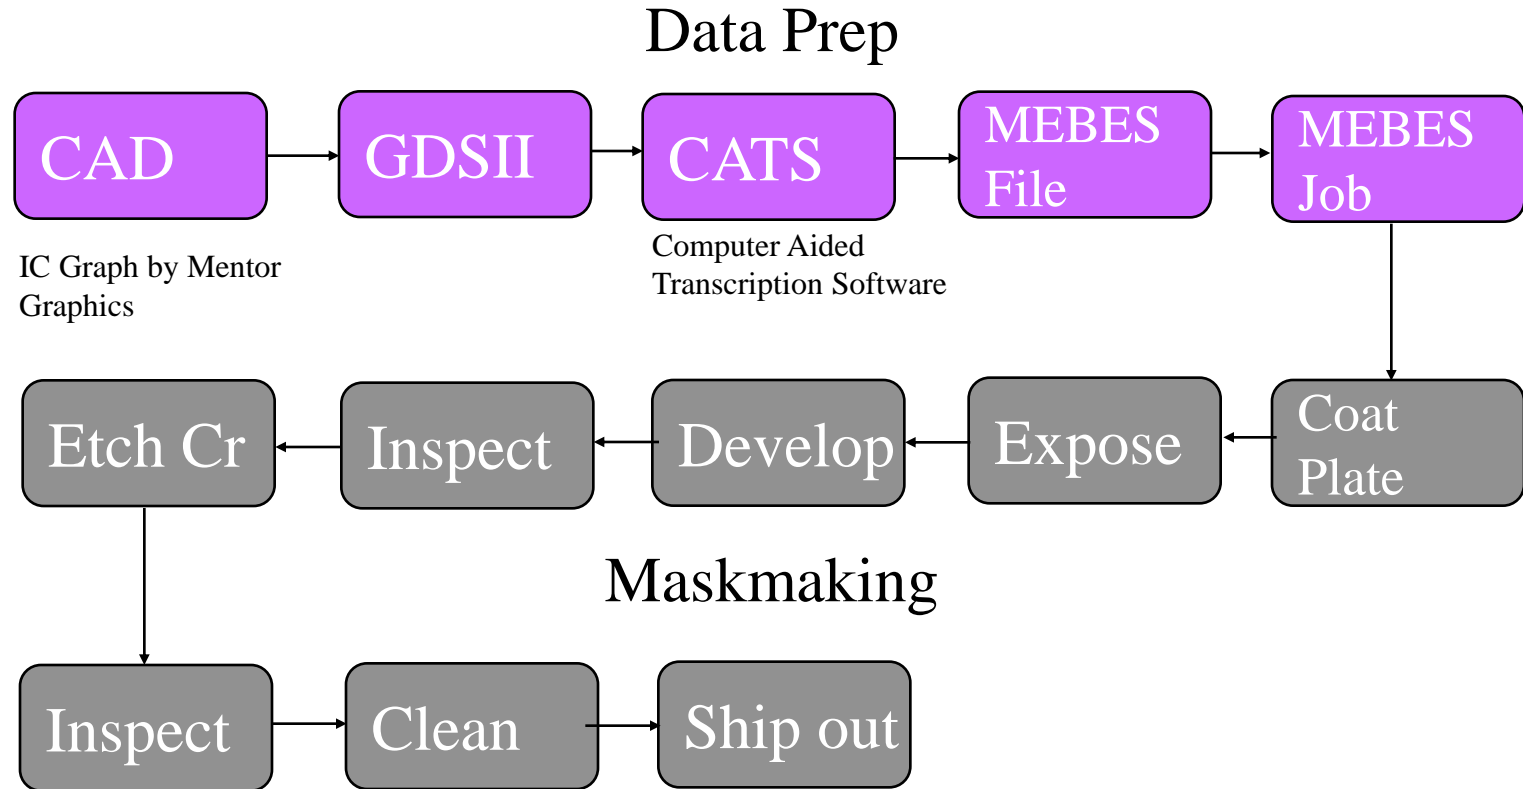 Data Prep
CAD
GDSII
CATS
MEBES
File
MEBES
Job
IC Graph by Mentor
Graphics
Computer Aided
Transcription Software
Coat
Plate
Expose
Develop
Inspect
Etch Cr
Maskmaking
Inspect
Clean
Ship out